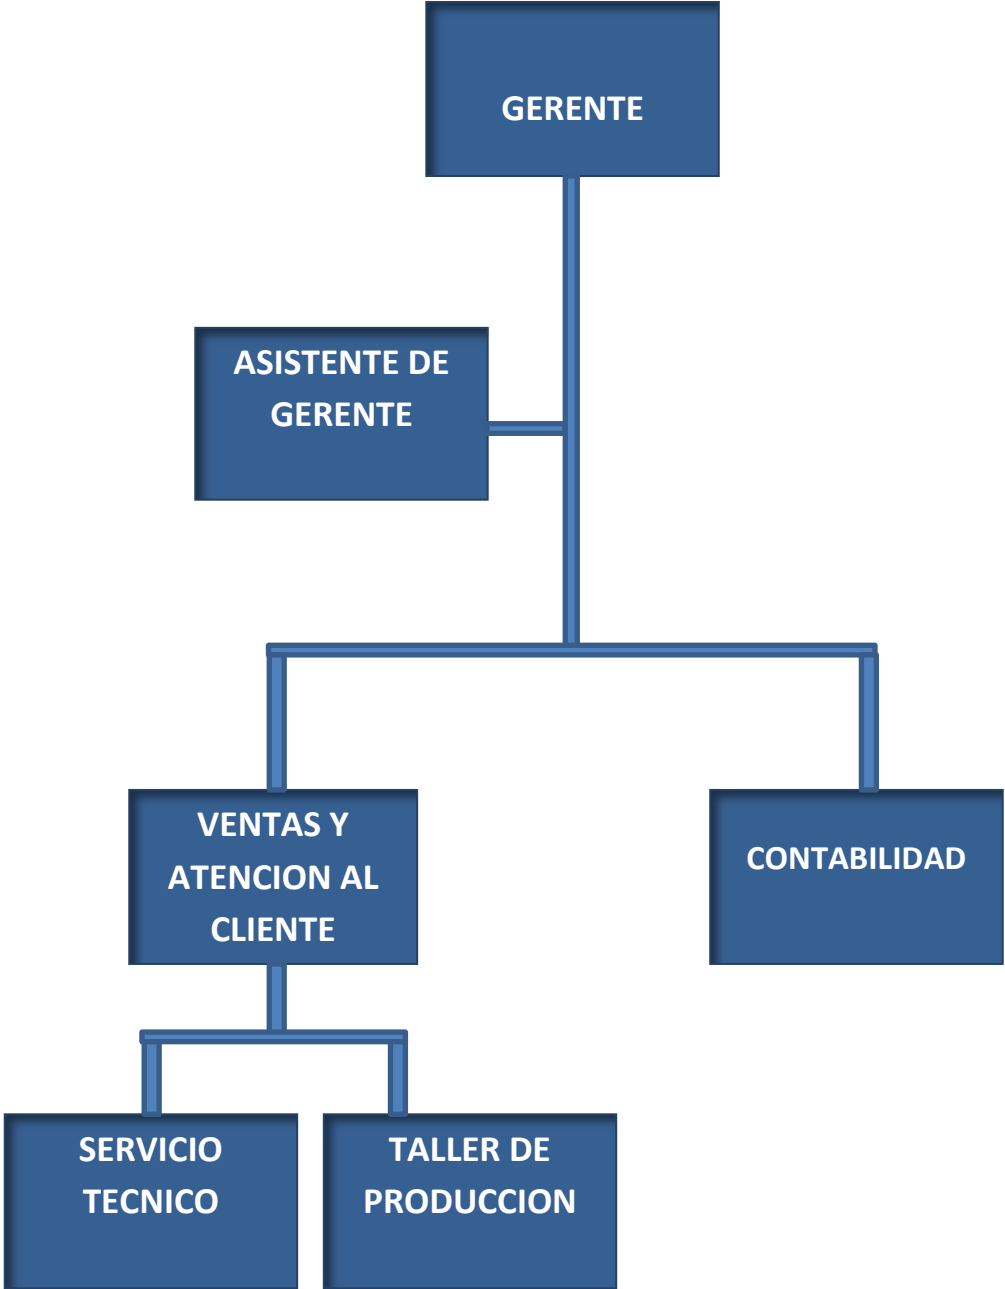 GERENTE
ASISTENTE DE
GERENTE
VENTAS Y
ATENCION AL
CLIENTE
CONTABILIDAD
SERVICIO
TECNICO
TALLER DE
PRODUCCION